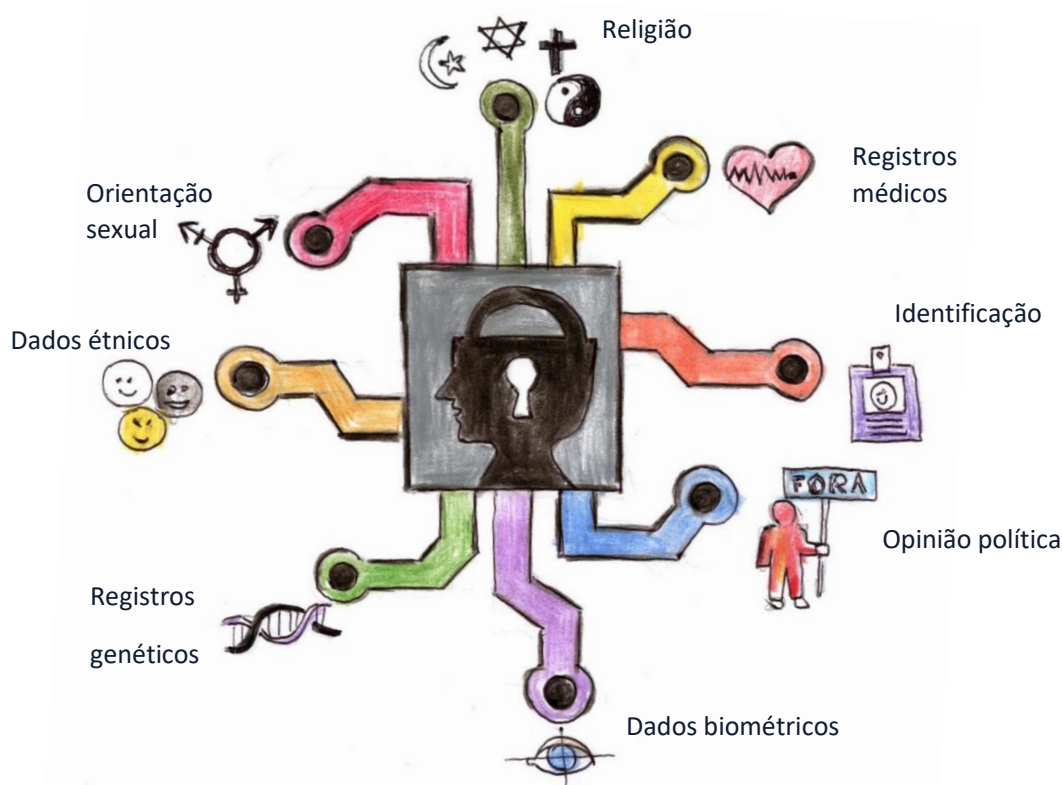 Religião
Registros
médicos
Orientação
sexual
Identificação
Dados étnicos
FORA
Opinião política
Registros
genéticos
Dados biométricos